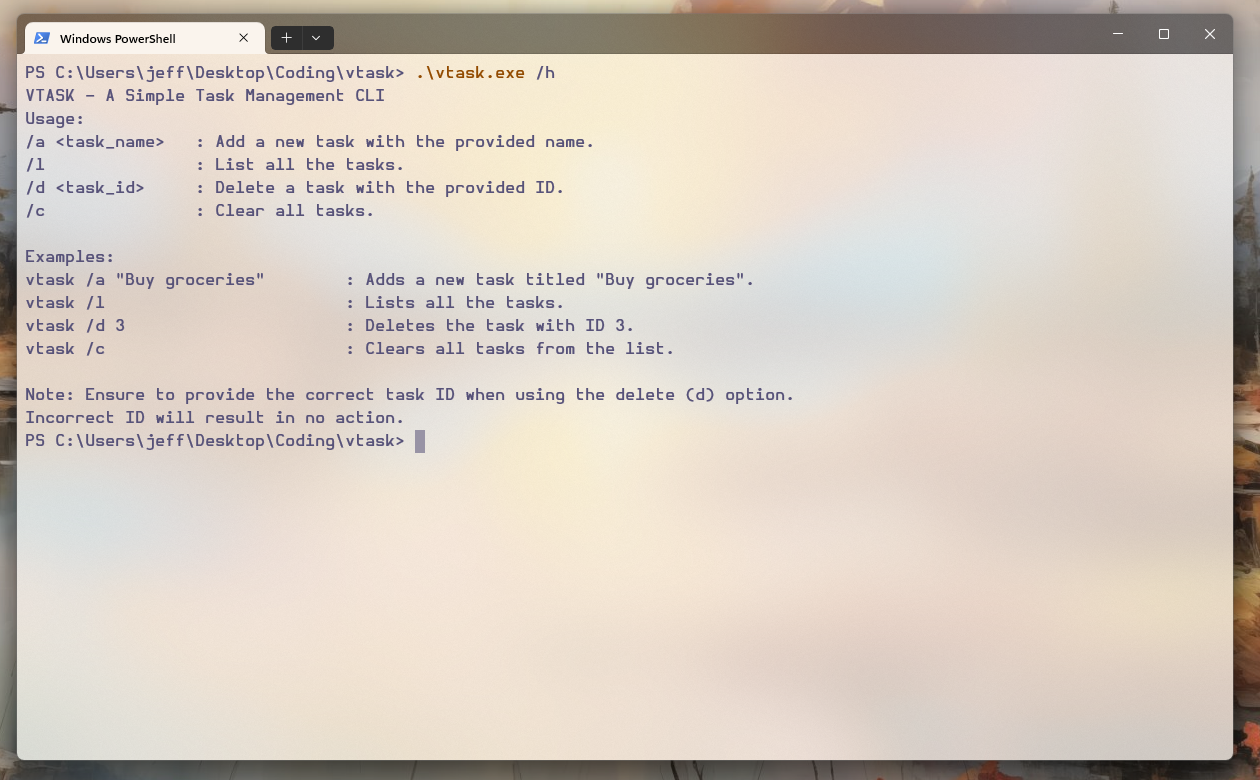 Windows PowerShell
PS C:\Users\jeff\Desktop\Coding\vtask> .\vtask.exe /h
VTASK - A Simple Task Management CLI
Usage:
/a <task_name>   : Add a new task with the provided name.
/l               : List all the tasks.
/d <task_id>     : Delete a task with the provided ID.
/c               : Clear all tasks.
Examples:
vtask /a "Buy groceries"        : Adds a new task titled "Buy groceries".
vtask /l                        : Lists all the tasks.
vtask /d 3                      : Deletes the task with ID 3.
vtask /c                        : Clears all tasks from the list.
Note: Ensure to provide the correct task ID when using the delete (d) option.
Incorrect ID will result in no action.
PS C:\Users\jeff\Desktop\Coding\vtask>